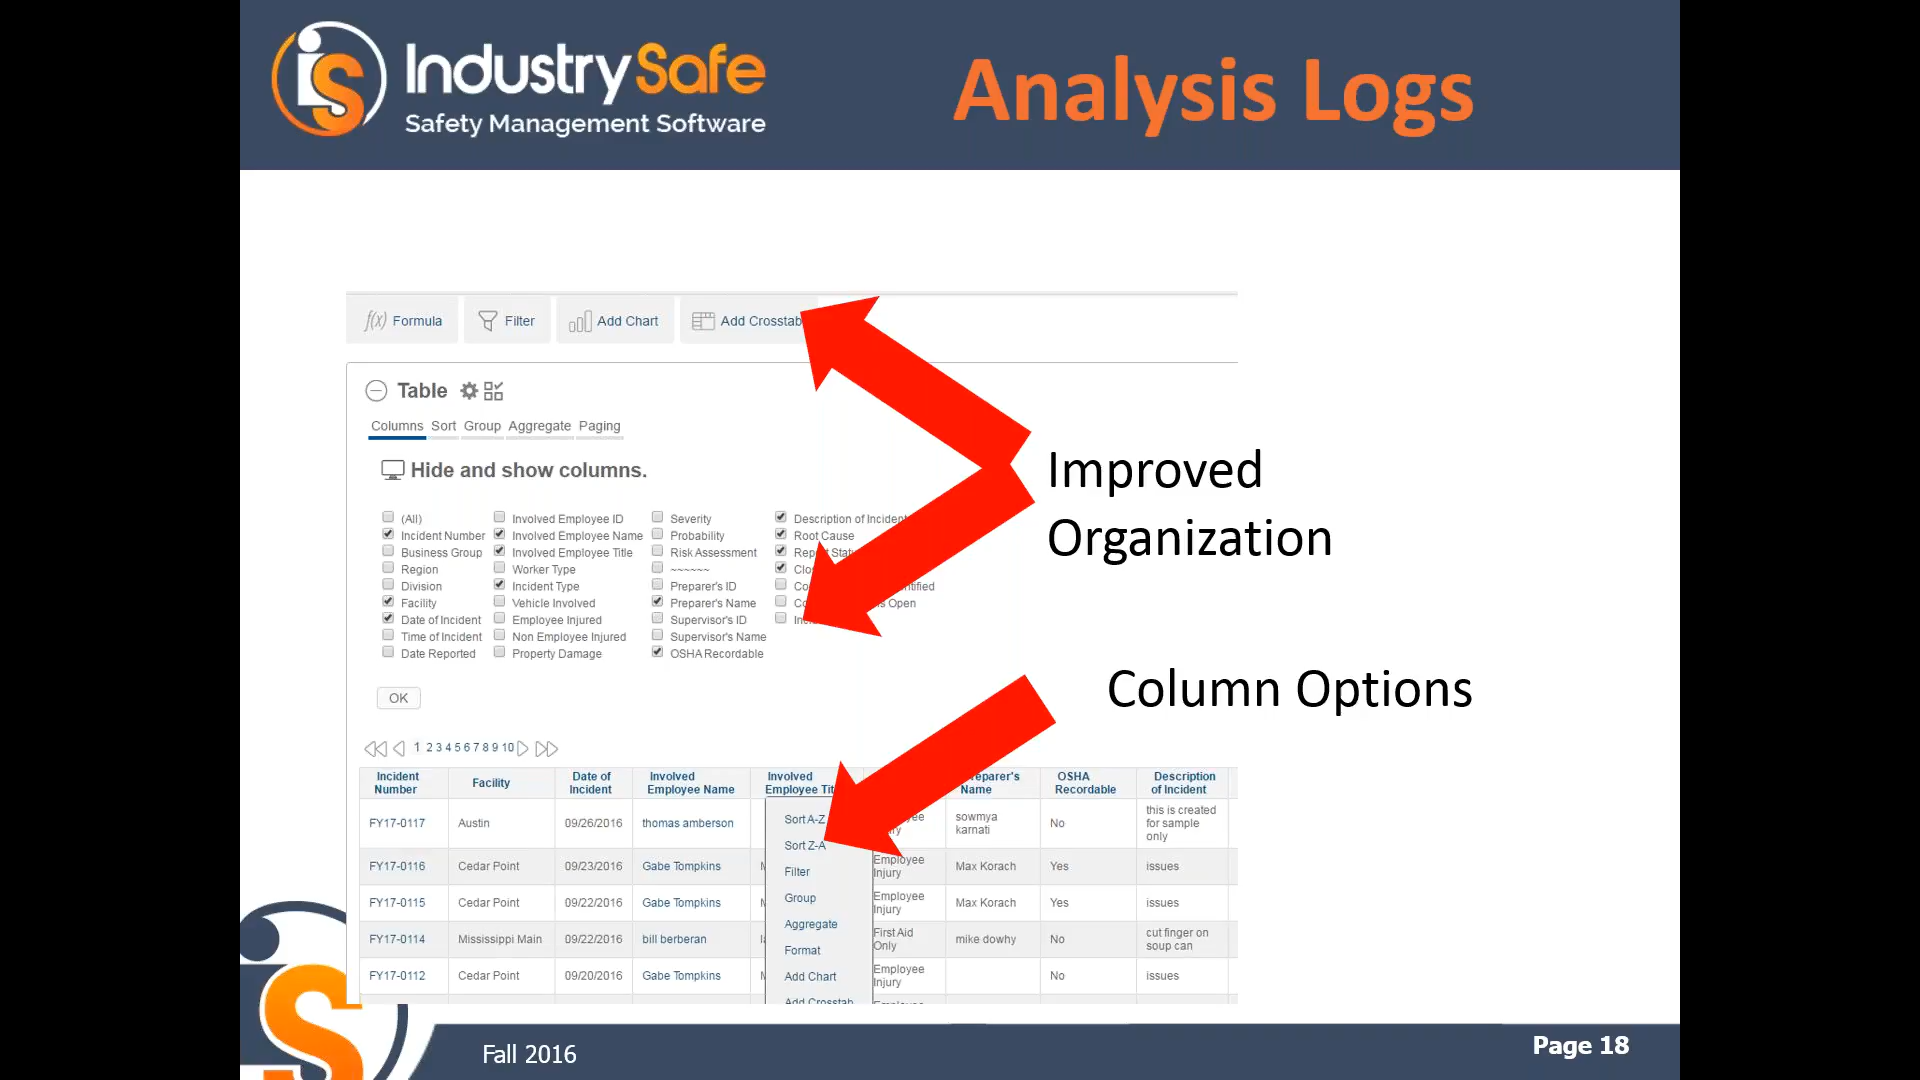 IndustrySafe
Safety Management Software
Analysis Logs
f(x) Formula
Filter
Add Chart
Add Crosstab
Table
Columns Sort Group Aggregate Paging
Hide and show columns.
(All) Involved Employee ID Severity Description of Incident
Incident Number Involved Employee Name Probability Root Cause
Business Group Involved Employee Title Risk Assessment
Region Worker Type ~~~~~~
Division Incident Type Preparer's ID
Facility Vehicle Involved Preparer's Name Open
Date of Incident Employee Injured Supervisor's ID
Time of Incident Non Employee Injured Supervisor's Name
Date Reported Property Damage OSHA Recordable
OK
1 2 3 4 5 6 7 8 9 10
Incident Number Facility Date of Incident Involved Employee Name Involved Employee Name OSHA Recordable Description of Incident
FY17-0117 Austin 09/26/2016 thomas amberson sowmya karnati No this is created for sample only
FY17-0116 Cedar Point 09/23/2016 Gabe Tompkins Employee Injury Max Korach Yes issues
FY17-0115 Cedar Point 09/22/2016 Gabe Tompkins Employee Injury Max Korach Yes issues
FY17-0114 Mississippi Main 09/22/2016 bill berberan First Aid Only mike dowhy No cut finger on soup can
FY17-0112 Cedar Point 09/20/2016 Gabe Tompkins Employee Injury No issues
Sort A-Z
Sort Z-A
Filter
Group
Aggregate
Format
Add Chart
Add Crosstab
Improved
Organization
Column Options
Fall 2016
Page 18